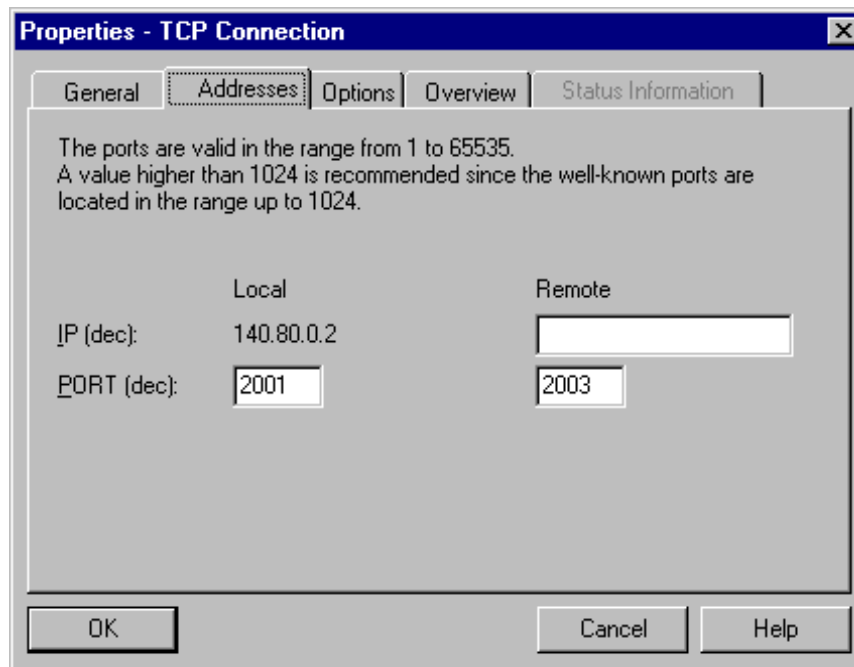 Properties - TCP Connection
General Addresses Options Overview Status Information
The ports are valid in the range from 1 to 65535.
A value higher than 1024 is recommended since the well-known ports are
located in the range up to 1024.
Local Remote
IP (dec): 140.80.0.2
PORT (dec): 2001 2003
OK Cancel Help